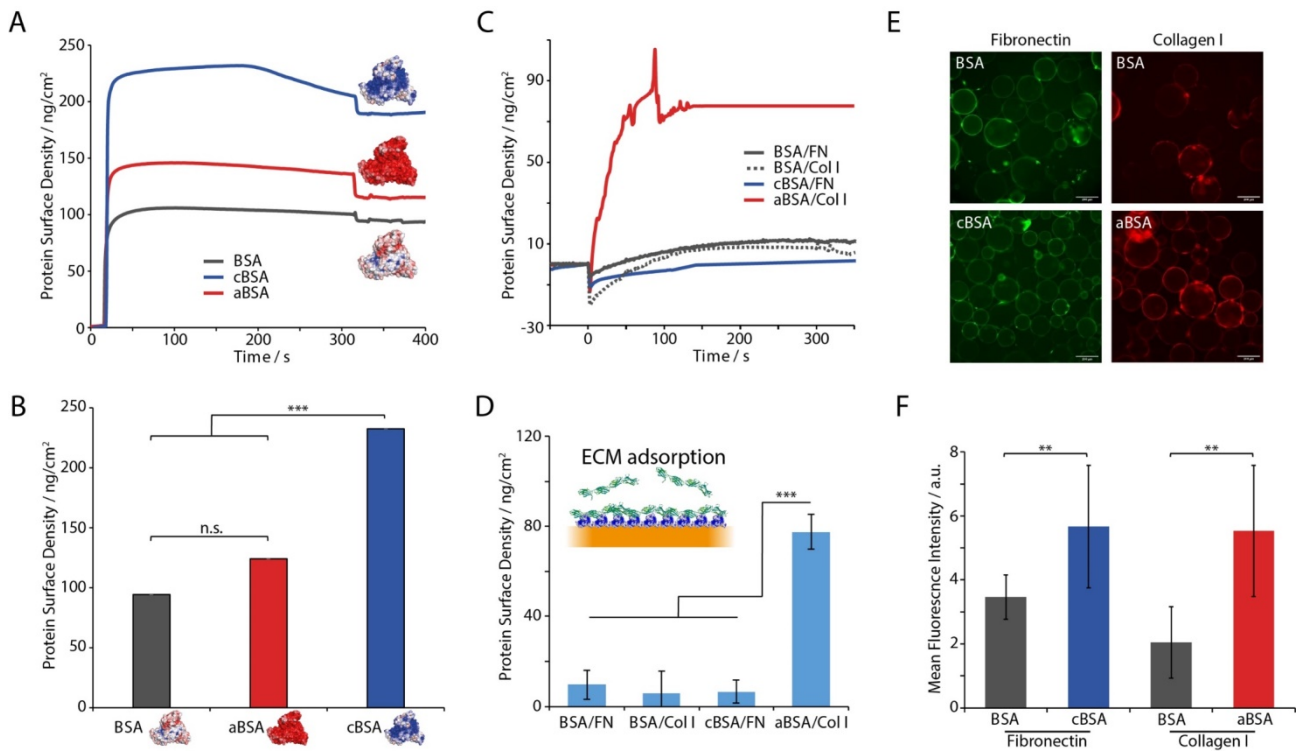 A
Protein Surface Density / ng/cm²
250
200
150
100
50
0
0 100 200 300 400
Time / s
BSA
cBSA
aBSA
C
Protein Surface Density / ng/cm²
90
50
10
-30
0 100 200 300
Time / s
BSA/FN
BSA/Col I
cBSA/FN
aBSA/Col I
E
Fibronectin Collagen I
BSA BSA
cBSA aBSA
B
Protein Surface Density / ng/cm²
250
200
150
100
50
0
***
n.s.
BSA aBSA cBSA
D
Protein Surface Density / ng/cm²
120
80
40
0
ECM adsorption
***
BSA/FN BSA/Col I cBSA/FN aBSA/Col I
F
Mean Fluorescnce Intensity / a.u.
8
6
4
2
0
** **
BSA cBSA BSA aBSA
Fibronectin Collagen I